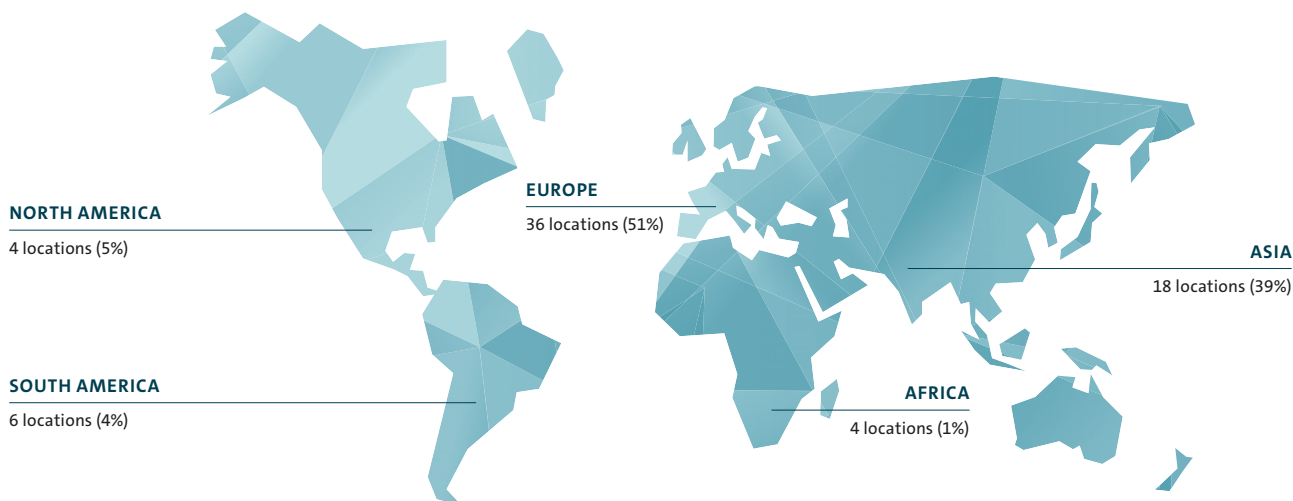 NORTH AMERICA
4 locations (5%)
SOUTH AMERICA
6 locations (4%)
EUROPE
36 locations (51%)
AFRICA
4 locations (1%)
ASIA
18 locations (39%)